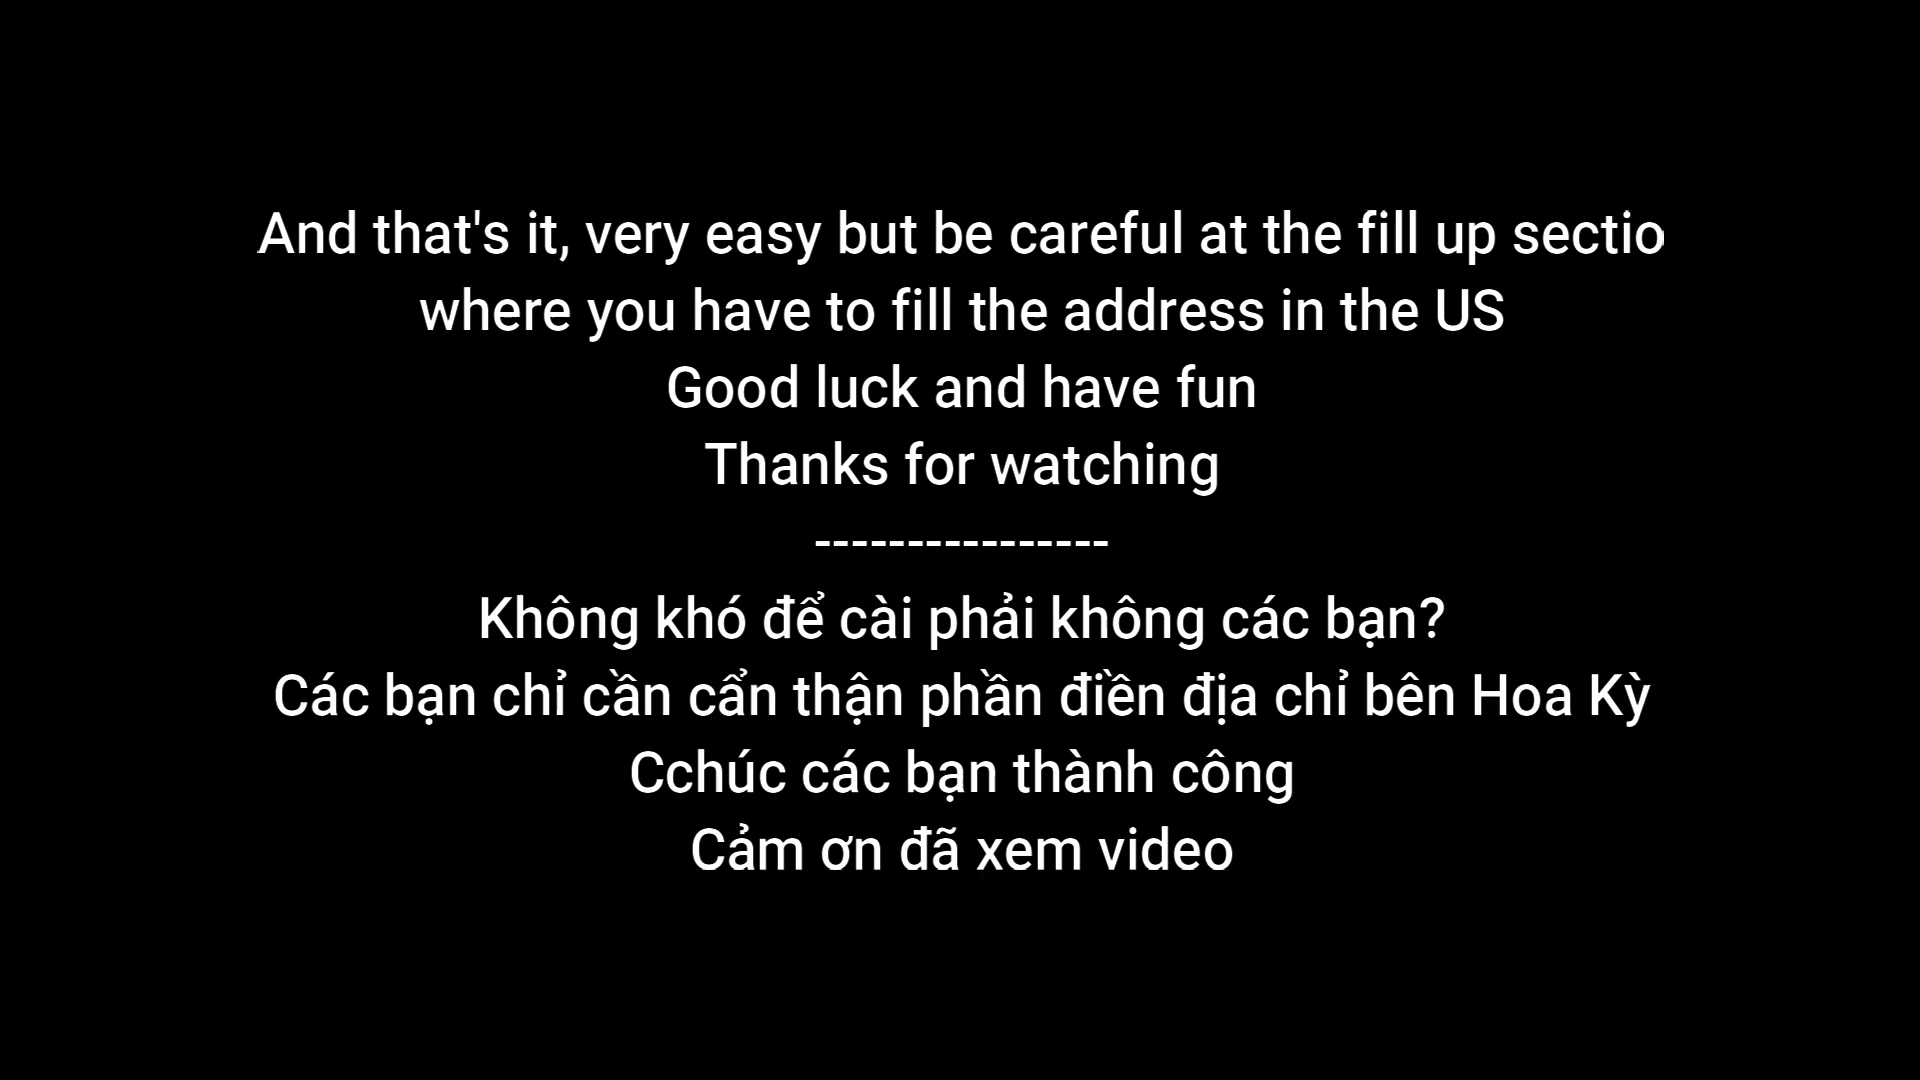 And that's it, very easy but be careful at the fill up sectio
where you have to fill the address in the US
Good luck and have fun
Thanks for watching
----------------
Không khó để cài phải không các bạn?
Các bạn chỉ cần cẩn thận phần điền địa chỉ bên Hoa Kỳ
Cchúc các bạn thành công
Cảm ơn đã xem video